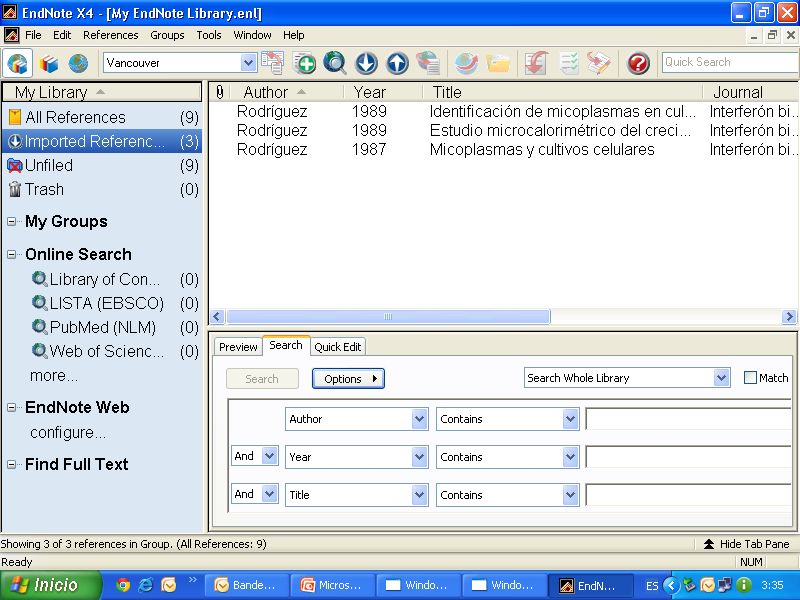 EndNote X4 - [My EndNote Library.enl]
File Edit References Groups Tools Window Help
Vancouver
Quick Search
My Library
All References (9)
Imported Referenc... (3)
Unfiled (9)
Trash (0)
My Groups
Online Search
Library of Con... (0)
LISTA (EBSCO) (0)
PubMed (NLM) (0)
Web of Scienc... (0)
more...
EndNote Web
configure...
Find Full Text
Author Year Title Journal
Rodríguez 1989 Identificación de micoplasmas en cul... Interferón bi...
Rodríguez 1989 Estudio microcalorimétrico del creci... Interferón bi...
Rodríguez 1987 Micoplasmas y cultivos celulares Interferón bi...
Preview Search Quick Edit
Search Options Search Whole Library Match
Author Contains
And Year Contains
And Title Contains
Showing 3 of 3 references in Group. (All References: 9) Hide Tab Pane
Ready NUM
Inicio » Bande... Micros... Windo... Windo... EndN... ES 3:35